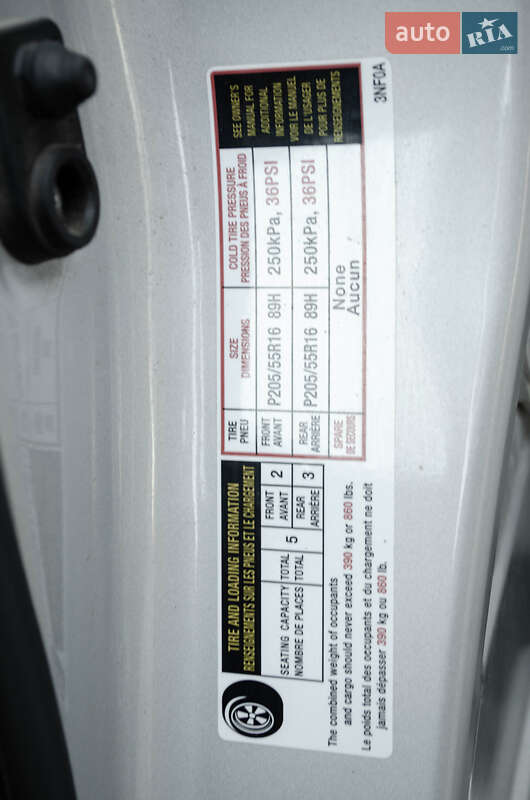 auto RIA.com
TIRE AND LOADING INFORMATION
RENSEIGNEMENTS SUR LES PNEUS ET LE CHARGEMENT
SEATING CAPACITY TOTAL 5 FRONT 2 REAR 3
NOMBRE DE PLACES TOTAL AVANT ARRIÈRE
The combined weight of occupants
and cargo should never exceed 390 kg or 860 lbs.
Le poids total des occupants et du chargement ne doit
jamais dépasser 390 kg ou 860 lb.
TIRE SIZE COLD TIRE PRESSURE
PNEU DIMENSIONS PRESSION DES PNEUS À FROID
FRONT
AVANT P205/55R16 89H 250kPa, 36PSI
REAR
ARRIÈRE P205/55R16 89H 250kPa, 36PSI
SPARE None
DE SECOURS Aucun
SEE OWNER'S
MANUAL FOR
ADDITIONAL
INFORMATION
VOIR LE MANUEL
DE L'USAGER
POUR PLUS DE
RENSEIGNEMENTS
3NF0A